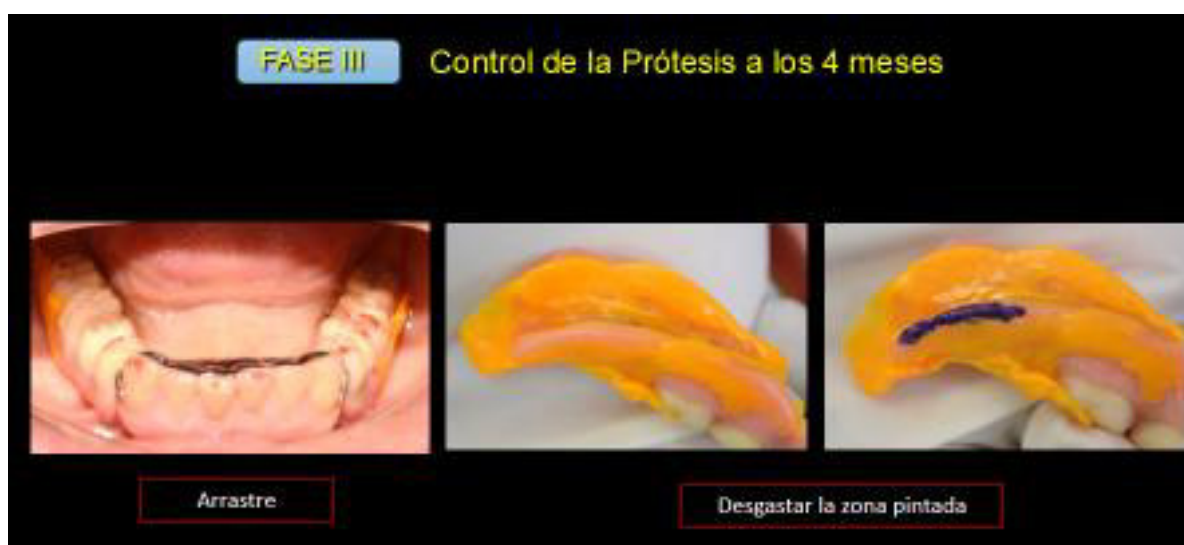 FASE III
Control de la Prótesis a los 4 meses
Arrastre
Desgastar la zona pintada